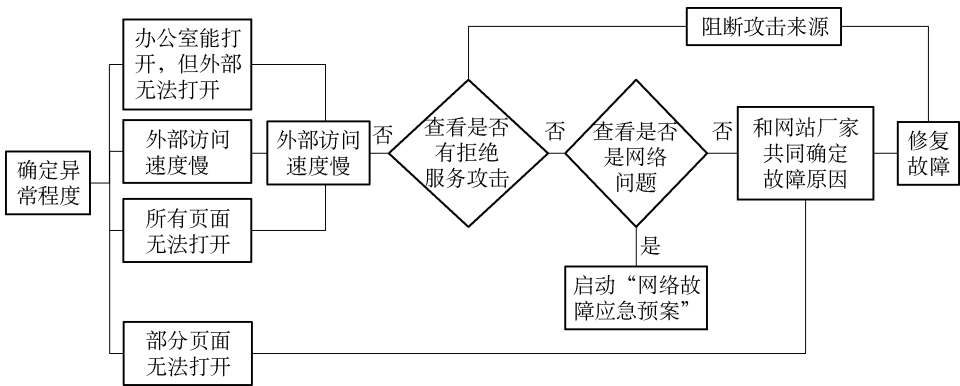 确定异
常程度
办公室能打
开，但外部
无法打开
外部访问
速度慢
所有页面
无法打开
部分页面
无法打开
外部访问
速度慢
否
查看是否
有拒绝
服务攻击
否
查看是否
是网络
问题
是
启动“网络故
障应急预案”
否
和网站厂家
共同确定
故障原因
阻断攻击来源
修复
故障